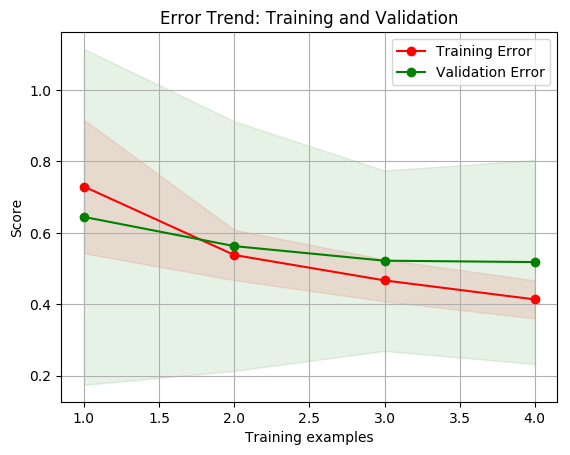 Error Trend: Training and Validation
Training Error
Validation Error
Score
1.0
0.8
0.6
0.4
0.2
1.0 1.5 2.0 2.5 3.0 3.5 4.0
Training examples